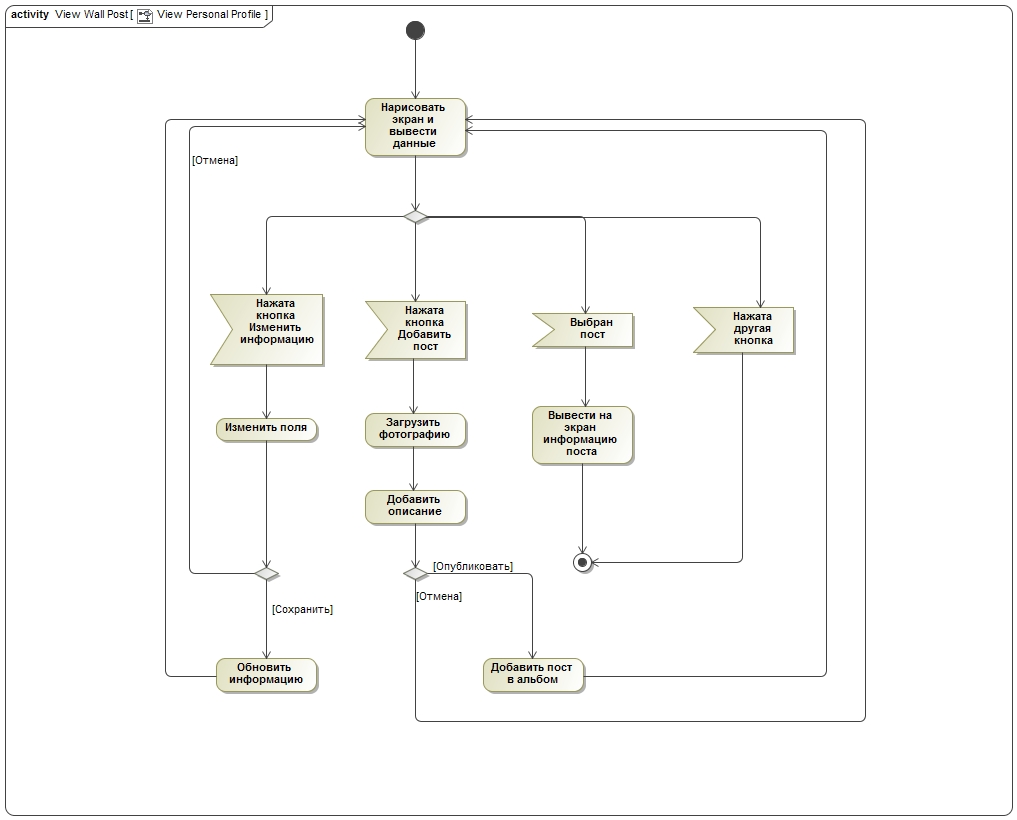 activity View Wall Post [ View Personal Profile ]
Нарисовать
экран и
вывести
данные
[Отмена]
Нажата
кнопка
Изменить
информацию
Нажата
кнопка
Добавить
пост
Выбран
пост
Нажата
другая
кнопка
Изменить поля
Загрузить
фотографию
Вывести на
экран
информацию
поста
Добавить
описание
[Опубликовать]
[Отмена]
[Сохранить]
Обновить
информацию
Добавить пост
в альбом